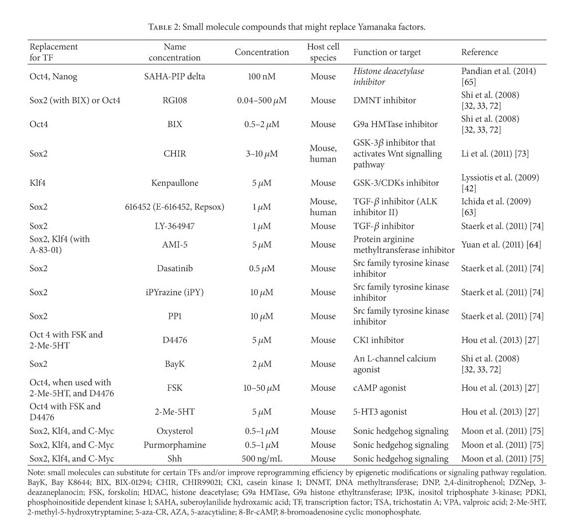 TABLE 2: Small molecule compounds that might replace Yamanaka factors.
Replacement for TF Name concentration Concentration Host cell species Function or target Reference
Oct4, Nanog SAHA-PIP delta 100 nM Mouse Histone deacetylase inhibitor Pandian et al. (2014) [65]
Sox2 (with BIX) or Oct4 RG108 0.04–500 μM Mouse DMNT inhibitor Shi et al. (2008) [32, 33, 72]
Oct4 BIX 0.5–2 μM Mouse G9a HMTase inhibitor Shi et al. (2008) [32, 33, 72]
Sox2 CHIR 3–10 μM Mouse, human GSK-3β inhibitor that activates Wnt signalling pathway Li et al. (2011) [73]
Klf4 Kenpaullone 5 μM Mouse GSK-3/CDKs inhibitor Lyssiotis et al. (2009) [42]
Sox2 616452 (E-616452, Repsox) 1 μM Mouse, human TGF-β inhibitor (ALK inhibitor II) Ichida et al. (2009) [63]
Sox2 LY-364947 1 μM Mouse TGF-β inhibitor Staerk et al. (2011) [74]
Sox2, Klf4 (with A-83-01) AMI-5 5 μM Mouse Protein arginine methyltransferase inhibitor Yuan et al. (2011) [64]
Sox2 Dasatinib 0.5 μM Mouse Src family tyrosine kinase inhibitor Staerk et al. (2011) [74]
Sox2 iPYrazine (iPY) 10 μM Mouse Src family tyrosine kinase inhibitor Staerk et al. (2011) [74]
Sox2 PP1 10 μM Mouse Src family tyrosine kinase inhibitor Staerk et al. (2011) [74]
Oct 4 with FSK and 2-Me-5HT D4476 5 μM Mouse CK1 inhibitor Hou et al. (2013) [27]
Sox2 BayK 2 μM Mouse An L-channel calcium agonist Shi et al. (2008) [32, 33, 72]
Oct4, when used with 2-Me-5HT, and D4476 FSK 10–50 μM Mouse cAMP agonist Hou et al. (2013) [27]
Oct4 with FSK and D4476 2-Me-5HT 5 μM Mouse 5-HT3 agonist Hou et al. (2013) [27]
Sox2, Klf4, and C-Myc Oxysterol 0.5–1 μM Mouse Sonic hedgehog signaling Moon et al. (2011) [75]
Sox2, Klf4, and C-Myc Purmorphamine 0.5–1 μM Mouse Sonic hedgehog signaling Moon et al. (2011) [75]
Sox2, Klf4, and C-Myc Shh 500 ng/mL Mouse Sonic hedgehog signaling Moon et al. (2011) [75]
Note: small molecules can substitute for certain TFs and/or improve reprogramming efficiency by epigenetic modifications or signaling pathway regulation.
BayK, Bay K8644; BIX, BIX-01294; CHIR, CHIR99021; CK1, casein kinase 1; DNMT, DNA methyltransferase; DNP, 2,4-dinitrophenol; DZNep, 3-
deazaneplanocin; FSK, forskolin; HDAC, histone deacetylase; G9a HMTase, G9a histone ethyltransferase; IP3K, inositol triphosphate 3-kinase; PDK1,
phosphoinositide dependent kinase 1; SAHA, suberoylanilide hydroxamic acid; TF, transcription factor; TSA, trichostatin A; VPA, valproic acid; 2-Me-5HT,
2-methyl-5-hydroxytryptamine; 5-aza-CR, AZA, 5-azacytidine; 8-Br-cAMP, 8-bromoadenosine cyclic monophosphate.